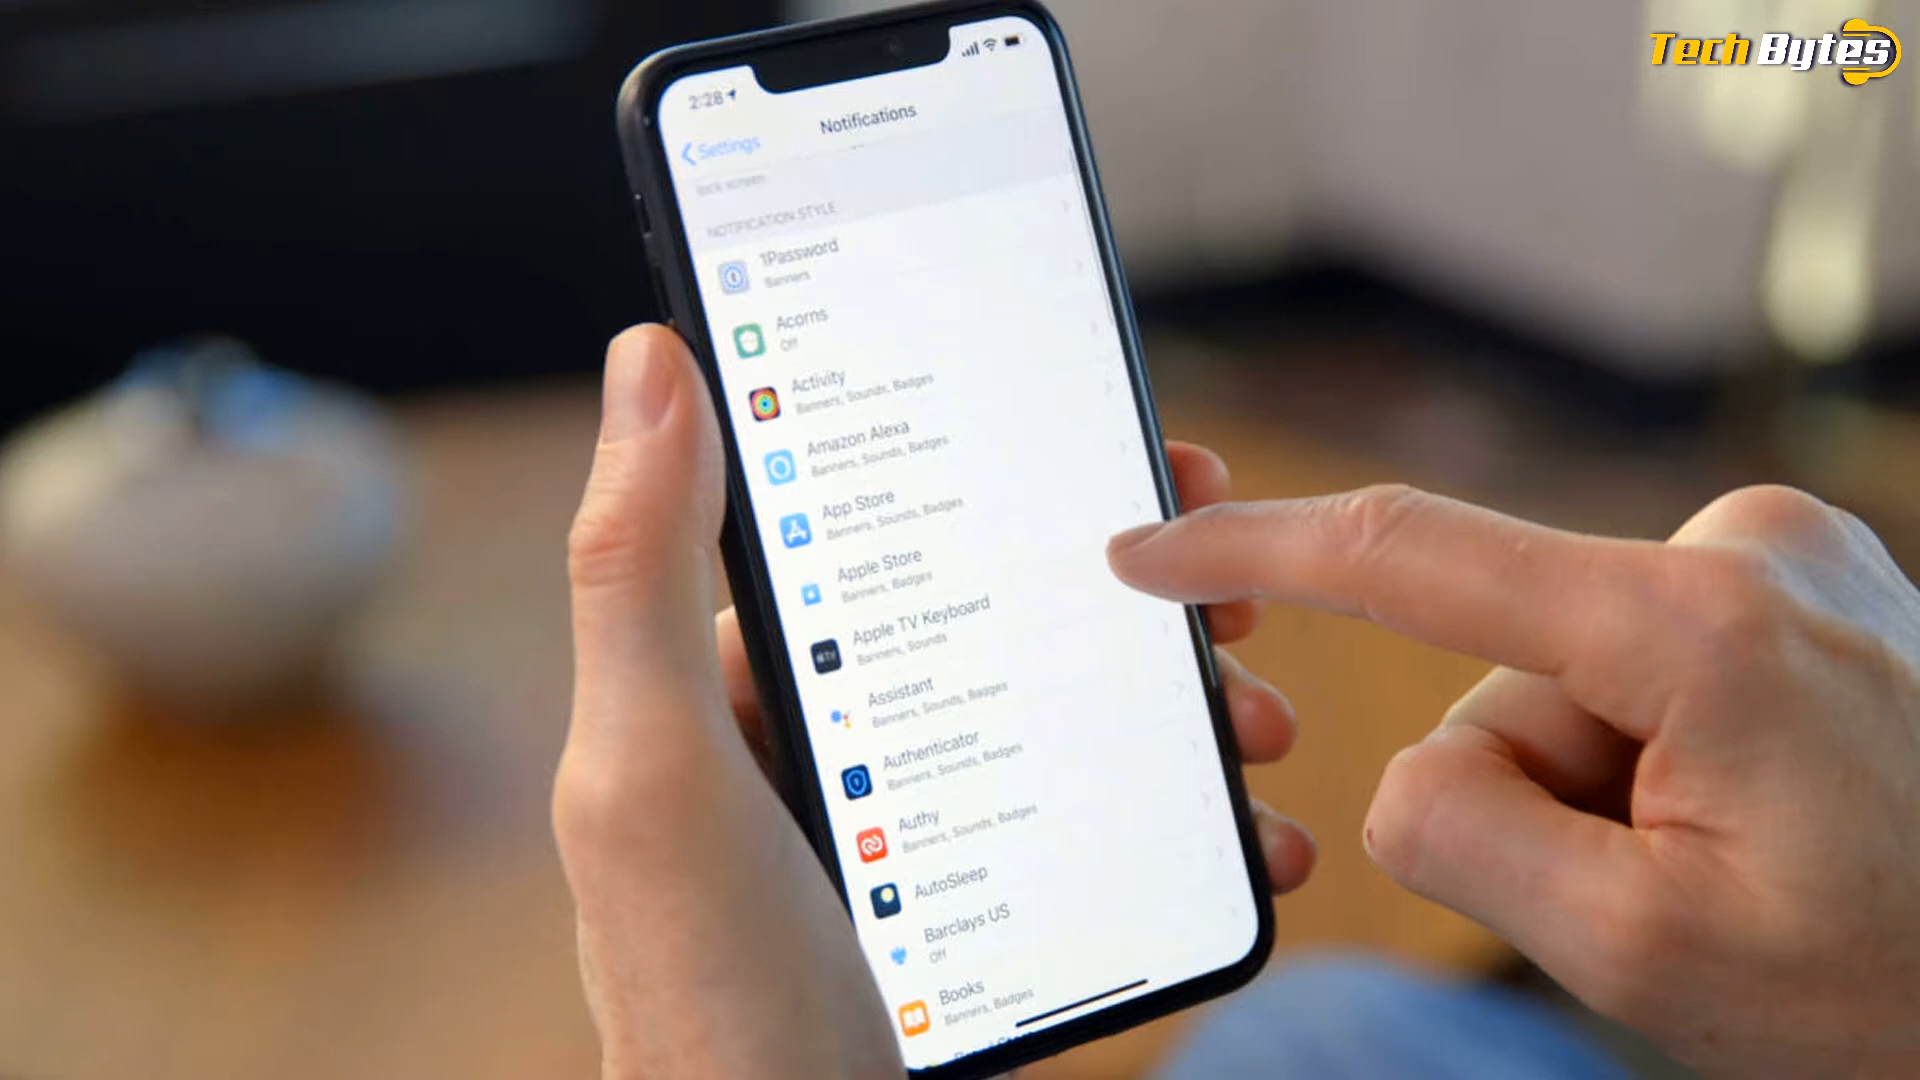 Tech Bytes
2:28
Notifications
Settings
lock screen
NOTIFICATION STYLE
1Password
Banners
Acorns
Off
Activity
Banners, Sounds, Badges
Amazon Alexa
Banners, Sounds, Badges
App Store
Banners, Sounds, Badges
Apple Store
Banners, Badges
Apple TV Keyboard
Banners, Sounds
Assistant
Banners, Sounds, Badges
Authenticator
Banners, Sounds, Badges
Authy
Banners, Sounds, Badges
AutoSleep
Barclays US
Off
Books
Banners, Badges